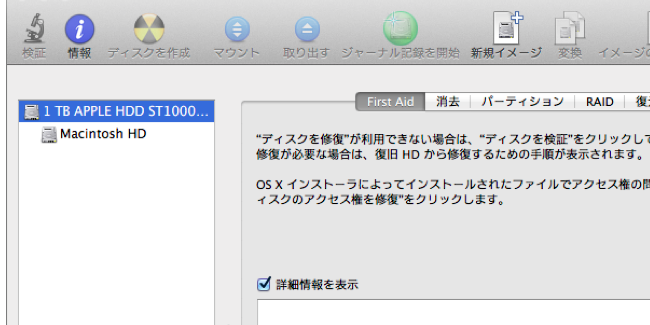 検証 情報 ディスクを作成 マウント 取り出す ジャーナル記録を開始 新規イメージ 変換 イメージの
1 TB APPLE HDD ST1000...
Macintosh HD
First Aid 消去 パーティション RAID
"ディスクを修復"が利用できない場合は、"ディスクを検証"をクリックして
修復が必要な場合は、復旧 HD から修復するための手順が表示されます。
OS X インストーラによってインストールされたファイルでアクセス権の問
ィスクのアクセス権を修復"をクリックします。
詳細情報を表示